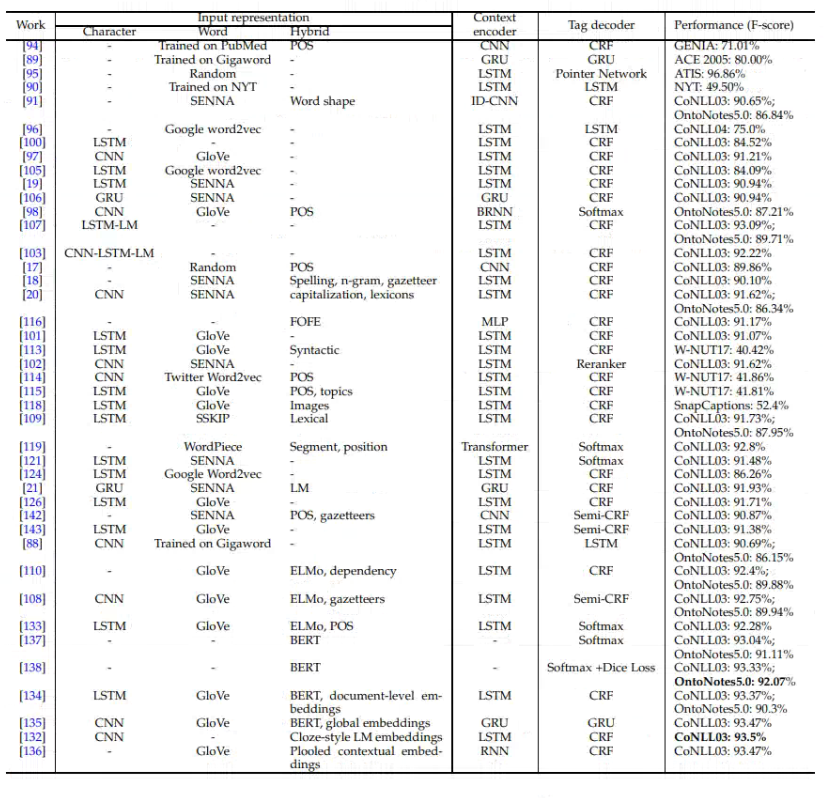 Work Input representation Context encoder Tag decoder Performance (F-score)
Character Word Hybrid
[94] - Trained on PubMed POS CNN CRF GENIA: 71.01%
[89] - Trained on Gigaword - GRU GRU ACE 2005: 80.00%
[95] - Random - LSTM Pointer Network ATIS: 96.86%
[90] - Trained on NYT - LSTM LSTM NYT: 49.50%
[91] - SENNA Word shape ID-CNN CRF CoNLL03: 90.65%;
OntoNotes5.0: 86.84%
[96] - Google word2vec - LSTM LSTM CoNLL04: 75.0%
[100] LSTM - - LSTM CRF CoNLL03: 84.52%
[97] CNN GloVe - LSTM CRF CoNLL03: 91.21%
[105] LSTM Google word2vec - LSTM CRF CoNLL03: 84.09%
[19] LSTM SENNA - LSTM CRF CoNLL03: 90.94%
[106] GRU SENNA - GRU CRF CoNLL03: 90.94%
[98] CNN GloVe POS BRNN Softmax OntoNotes5.0: 87.21%
[107] LSTM-LM - - LSTM CRF CoNLL03: 93.09%;
OntoNotes5.0: 89.71%
[103] CNN-LSTM-LM - - LSTM CRF CoNLL03: 92.22%
[17] - Random POS CNN CRF CoNLL03: 89.86%
[18] - SENNA Spelling, n-gram, gazetteer LSTM CRF CoNLL03: 90.10%
[20] CNN SENNA capitalization, lexicons LSTM CRF CoNLL03: 91.62%;
OntoNotes5.0: 86.34%
[116] - - FOFE MLP CRF CoNLL03: 91.17%
[101] LSTM GloVe - LSTM CRF CoNLL03: 91.07%
[113] LSTM GloVe Syntactic LSTM CRF W-NUT17: 40.42%
[102] CNN SENNA - LSTM Reranker CoNLL03: 91.62%
[114] CNN Twitter Word2vec POS LSTM CRF W-NUT17: 41.86%
[115] LSTM GloVe POS, topics LSTM CRF W-NUT17: 41.81%
[118] LSTM GloVe Images LSTM CRF SnapCaptions: 52.4%
[109] LSTM SSKIP Lexical LSTM CRF CoNLL03: 91.73%;
OntoNotes5.0: 87.95%
[119] - WordPiece Segment, position Transformer Softmax CoNLL03: 92.8%
[121] LSTM SENNA - LSTM Softmax CoNLL03: 91.48%
[124] LSTM Google Word2vec - LSTM CRF CoNLL03: 86.26%
[21] GRU SENNA LM GRU CRF CoNLL03: 91.93%
[126] LSTM GloVe - LSTM CRF CoNLL03: 91.71%
[142] - SENNA POS, gazetteers CNN Semi-CRF CoNLL03: 90.87%
[143] LSTM GloVe - LSTM Semi-CRF CoNLL03: 91.38%
[88] CNN Trained on Gigaword - LSTM LSTM CoNLL03: 90.69%;
OntoNotes5.0: 86.15%
[110] - GloVe ELMo, dependency LSTM CRF CoNLL03: 92.4%;
OntoNotes5.0: 89.88%
[108] CNN GloVe ELMo, gazetteers LSTM Semi-CRF CoNLL03: 92.75%;
OntoNotes5.0: 89.94%
[133] LSTM GloVe ELMo, POS LSTM Softmax CoNLL03: 92.28%
[137] - - BERT - Softmax CoNLL03: 93.04%;
OntoNotes5.0: 91.11%
[138] - - BERT - Softmax +Dice Loss CoNLL03: 93.33%;
OntoNotes5.0: 92.07%
[134] LSTM GloVe BERT, document-level em- LSTM CRF CoNLL03: 93.37%;
beddings OntoNotes5.0: 90.3%
[135] CNN GloVe BERT, global embeddings GRU GRU CoNLL03: 93.47%
[132] CNN - Cloze-style LM embeddings LSTM CRF CoNLL03: 93.5%
[136] - GloVe Plooled contextual embed- RNN CRF CoNLL03: 93.47%
dings